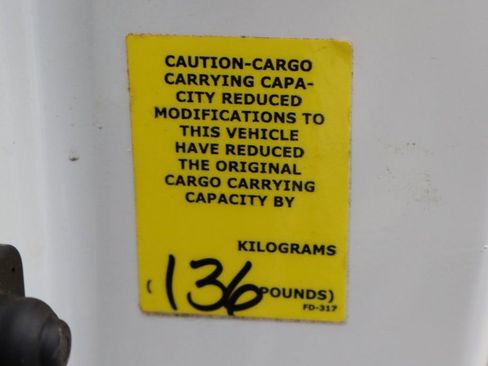 CAUTION-CARGO
CARRYING CAPA-
CITY REDUCED
MODIFICATIONS TO
THIS VEHICLE
HAVE REDUCED
THE ORIGINAL
CARGO CARRYING
CAPACITY BY
KILOGRAMS
(136 POUNDS)
FD-317